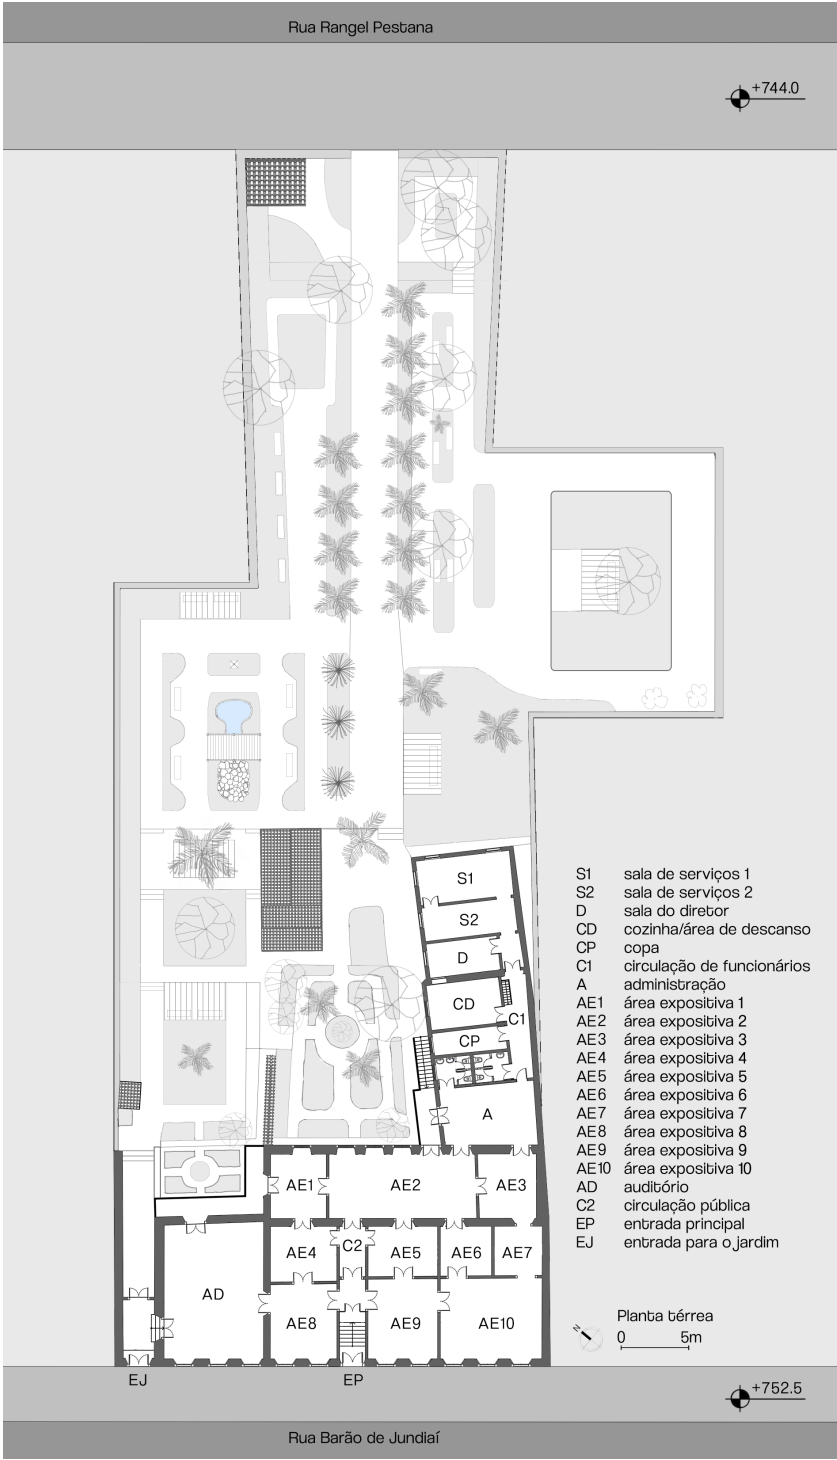 Rua Rangel Pestana
+744.0
S1
S2
D
CD
C1
CP
A
AE1
AE2
AE3
AE4
C2
AE5
AE6
AE7
AD
AE8
AE9
AE10
EJ
EP
S1 sala de serviços 1
S2 sala de serviços 2
D sala do diretor
CD cozinha/área de descanso
CP copa
C1 circulação de funcionários
A administração
AE1 área expositiva 1
AE2 área expositiva 2
AE3 área expositiva 3
AE4 área expositiva 4
AE5 área expositiva 5
AE6 área expositiva 6
AE7 área expositiva 7
AE8 área expositiva 8
AE9 área expositiva 9
AE10 área expositiva 10
AD auditório
C2 circulação pública
EP entrada principal
EJ entrada para o jardim
N
Planta térrea
0 5m
+752.5
Rua Barão de Jundiaí